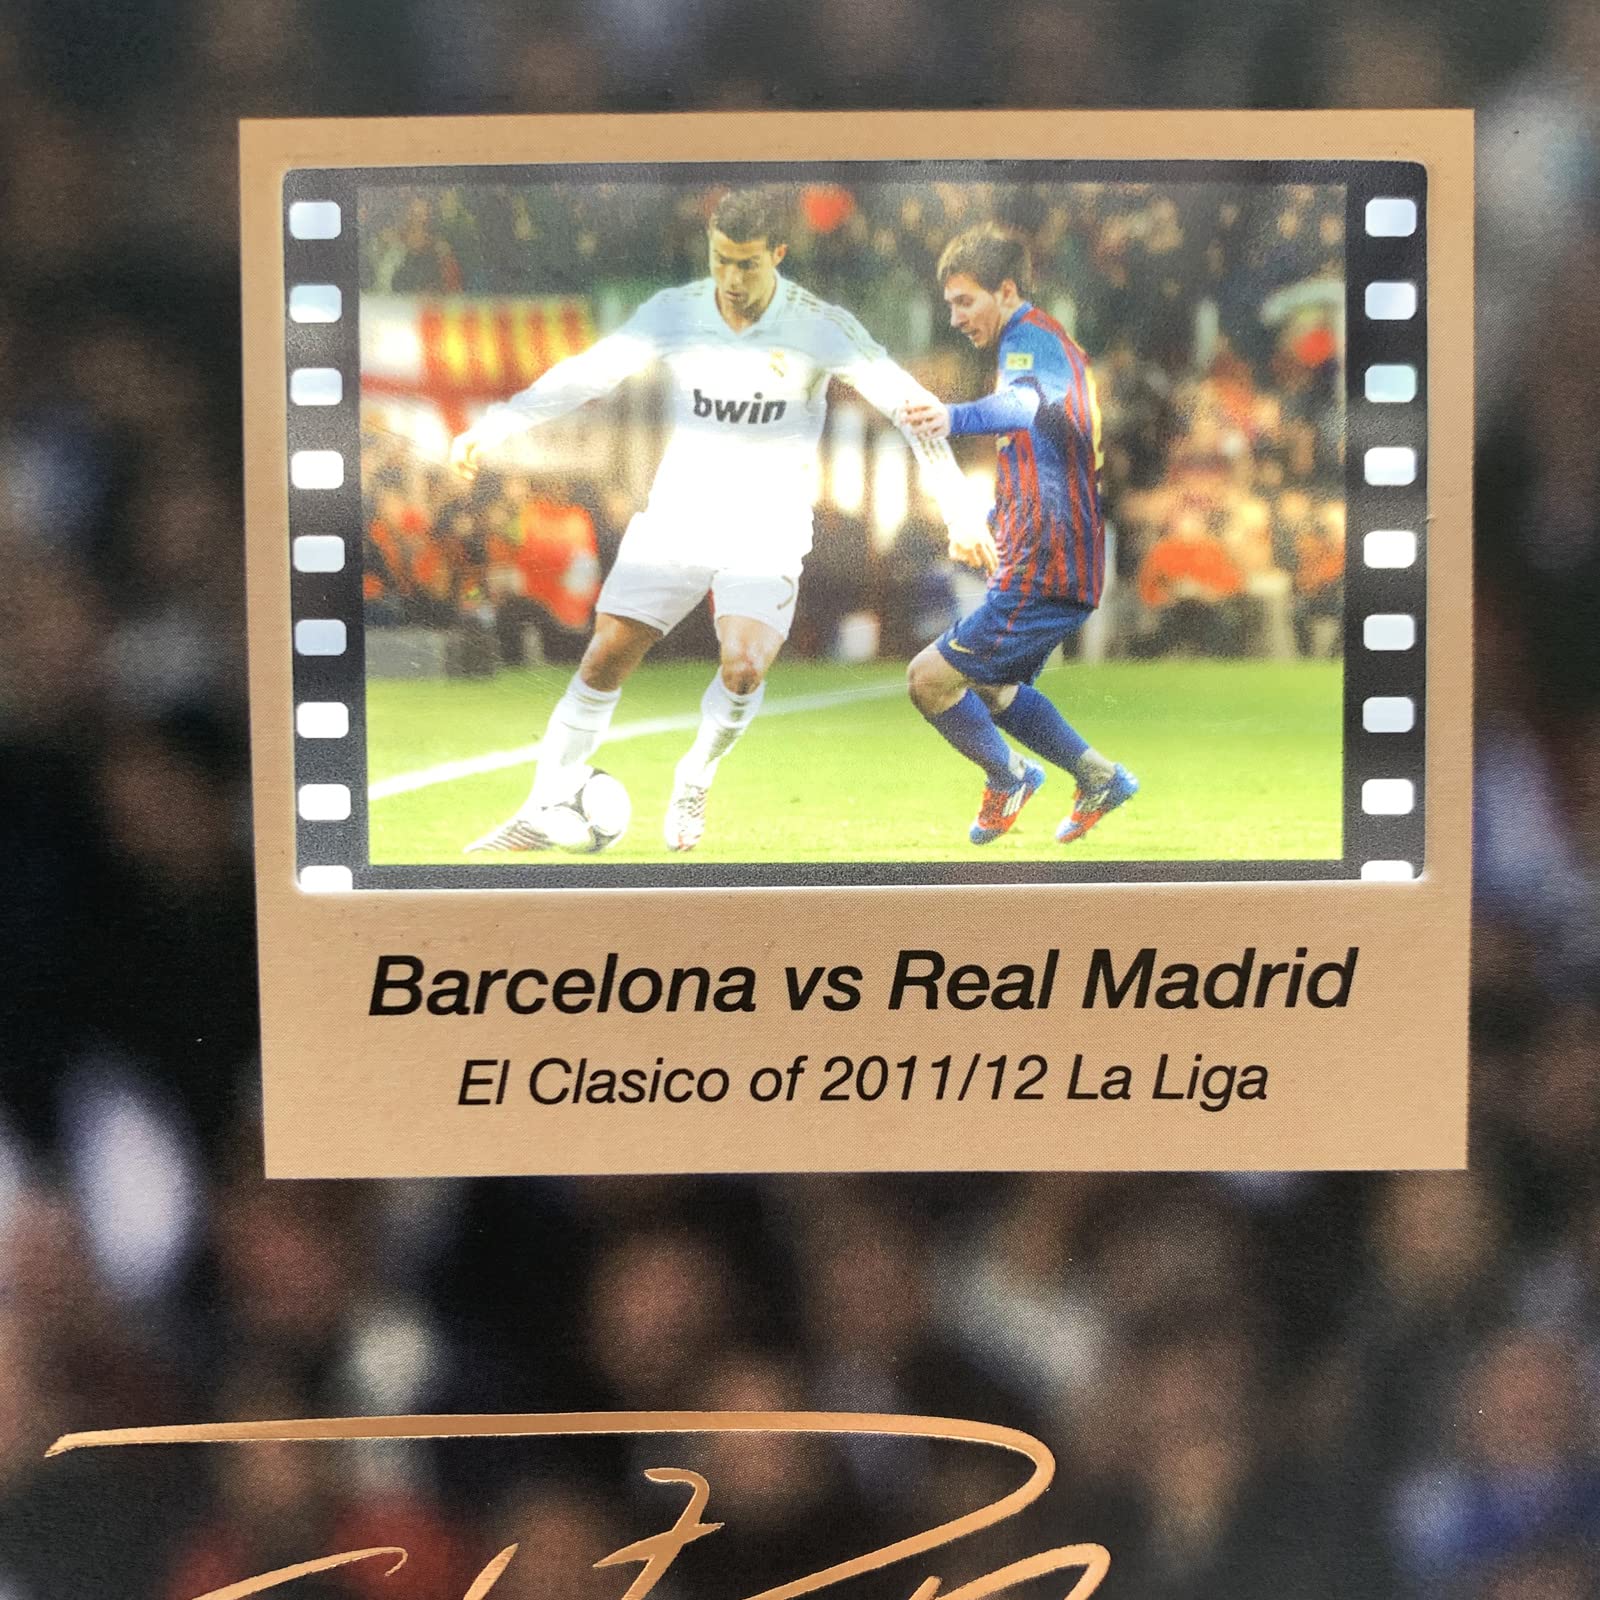 bwin
Barcelona vs Real Madrid
El Clasico of 2011/12 La Liga